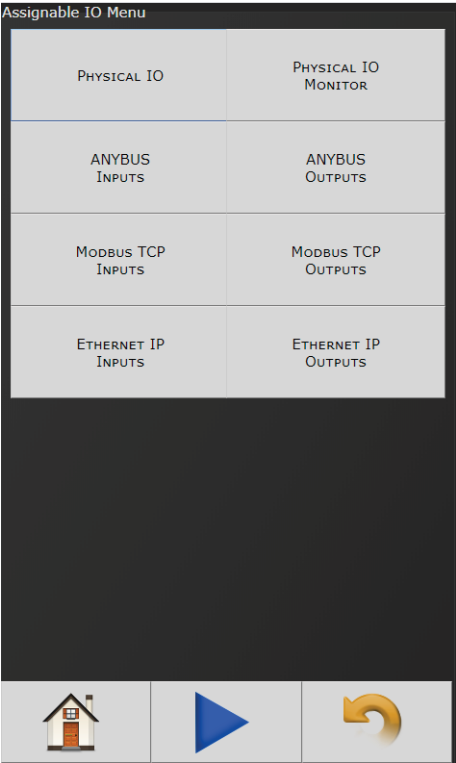 Assignable IO Menu
Physical IO
Physical IO
Monitor
ANYBUS
Inputs
ANYBUS
Outputs
Modbus TCP
Inputs
Modbus TCP
Outputs
Ethernet IP
Inputs
Ethernet IP
Outputs